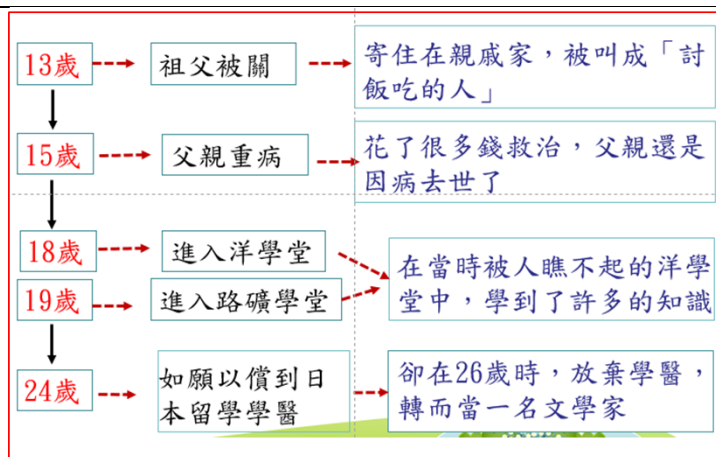 13歲
祖父被關
寄住在親戚家，被叫成「討
飯吃的人」
15歲
父親重病
花了很多錢救治，父親還是
因病去世了
18歲
進入洋學堂
19歲
進入路礦學堂
在當時被人瞧不起的洋學
堂中，學到了許多的知識
24歲
如願以償到日
本留學學醫
卻在26歲時，放棄學醫，
轉而當一名文學家